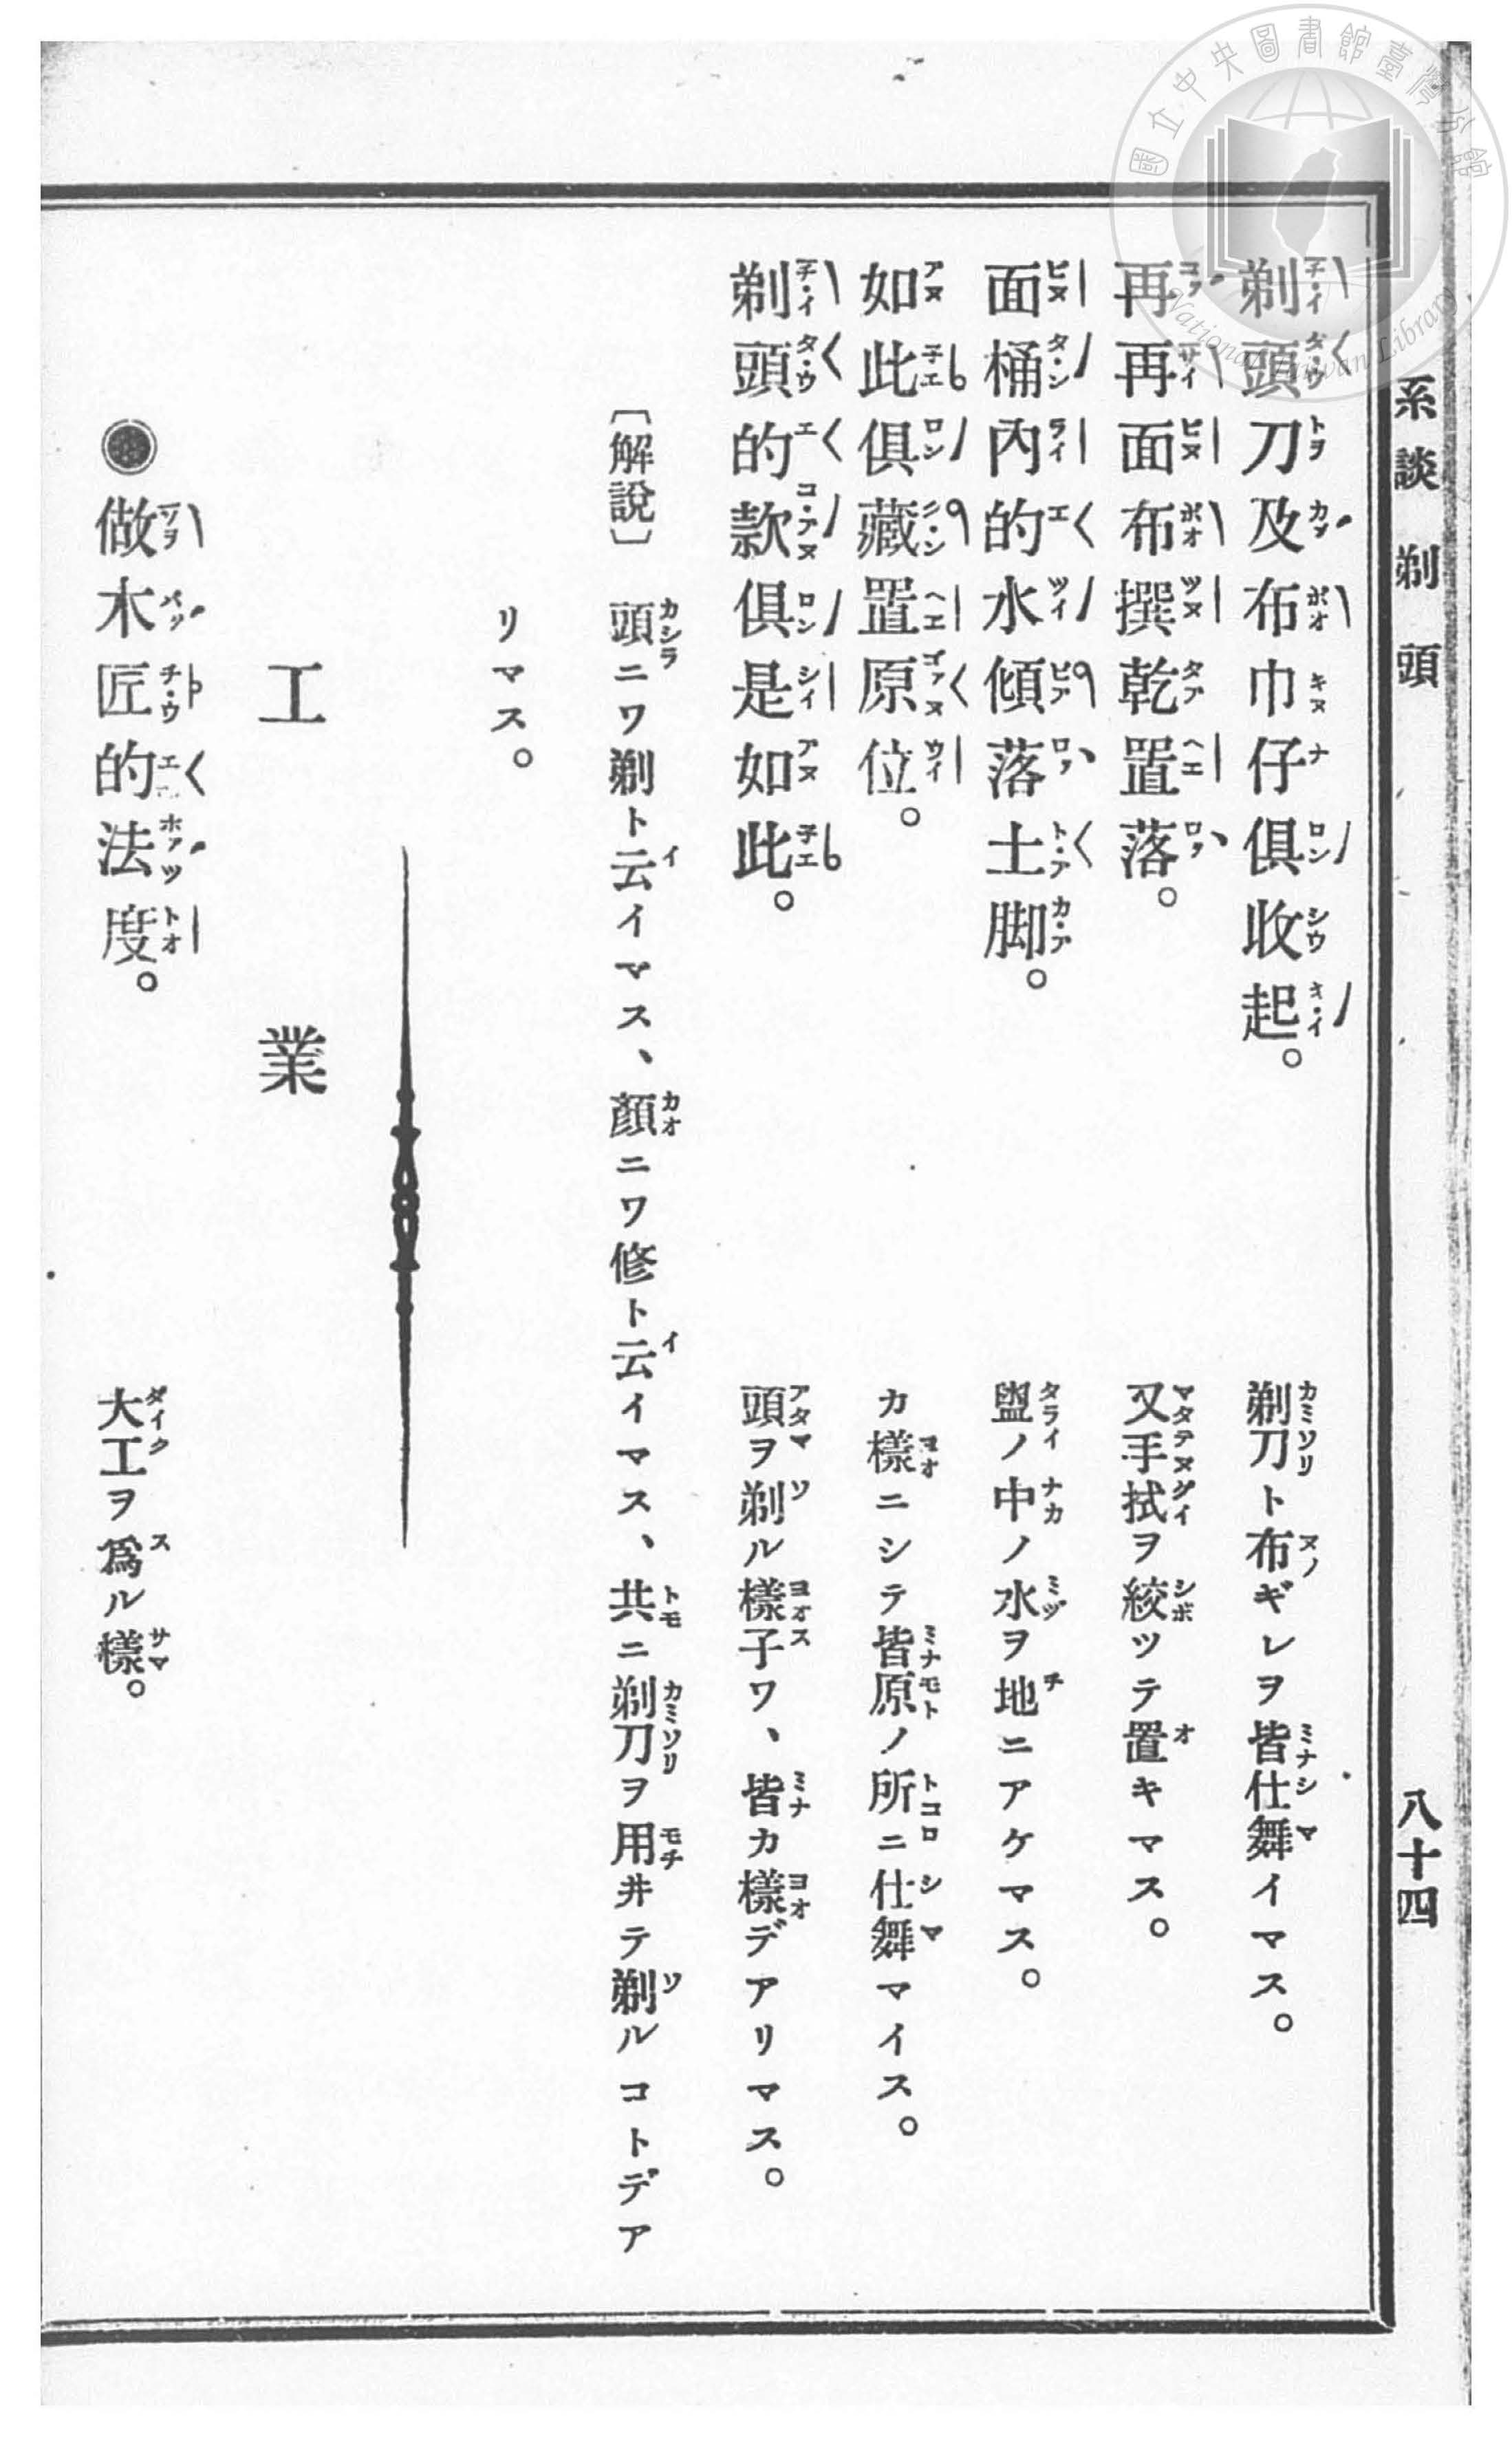 系談 剃頭 八十四
剃頭刀及布巾仔俱收起。
剃刀ト布ギレヲ皆仕舞イマス。
再再面布撰乾置落。
又手拭ヲ絞ツテ置キマス。
面桶內的水傾落土脚。
盥ノ中ノ水ヲ地ニアケマス。
如此俱藏置原位。
カ樣ニシテ皆原ノ所ニ仕舞マイス。
剃頭的款俱是如此。
頭ヲ剃ル樣子ワ、皆カ樣デアリマス。
〔解說〕 頭ニワ剃ト云イマス、顏ニワ修ト云イマス、共ニ剃刀ヲ用井テ剃ルコトデア
リマス。
工業
◉做木匠的法度。
大工ヲ爲ル樣。
國立中央圖書館臺灣分館
National Taiwan Library